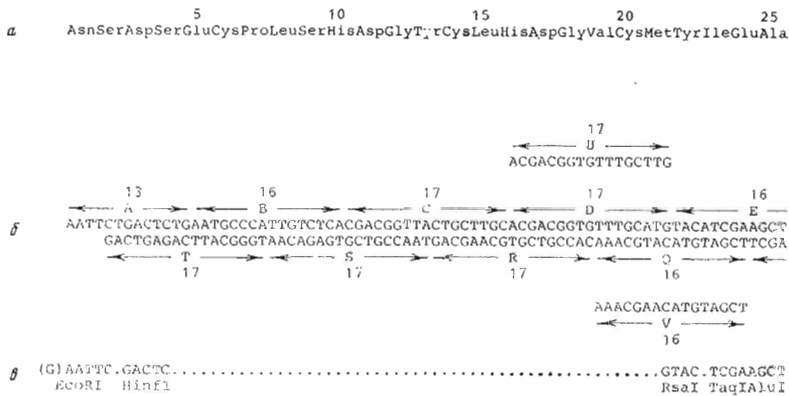 5 10 15 20 25
а AsnSerAspSerGluCysProLeuSerHisAspGlyTyrCysLeuHisAspGlyValCysMetTyrIleGluAla
17
U
ACGACGGTGTTTGCTTG
13 16 17 17 16
A B C D E
б AATTCTGACTCTGAATGCCCATTGTCTCACGACGGTTACTGCTTGCACGACGGTGTTTGCATGTACATCGAAGCT
GACTGAGACTTACGGGTAACAGAGTGCTGCCAATGACGAACGTGCTGCCACAAACGTACATGTAGCTTCGA
T S R Q
17 17 17 16
AAACGAACATGTAGCT
V
16
в (G)AATTC.GACTC...................................................GTAC.TCGAAGCT
EcoRI Hinf1 RsaI TaqIAluI